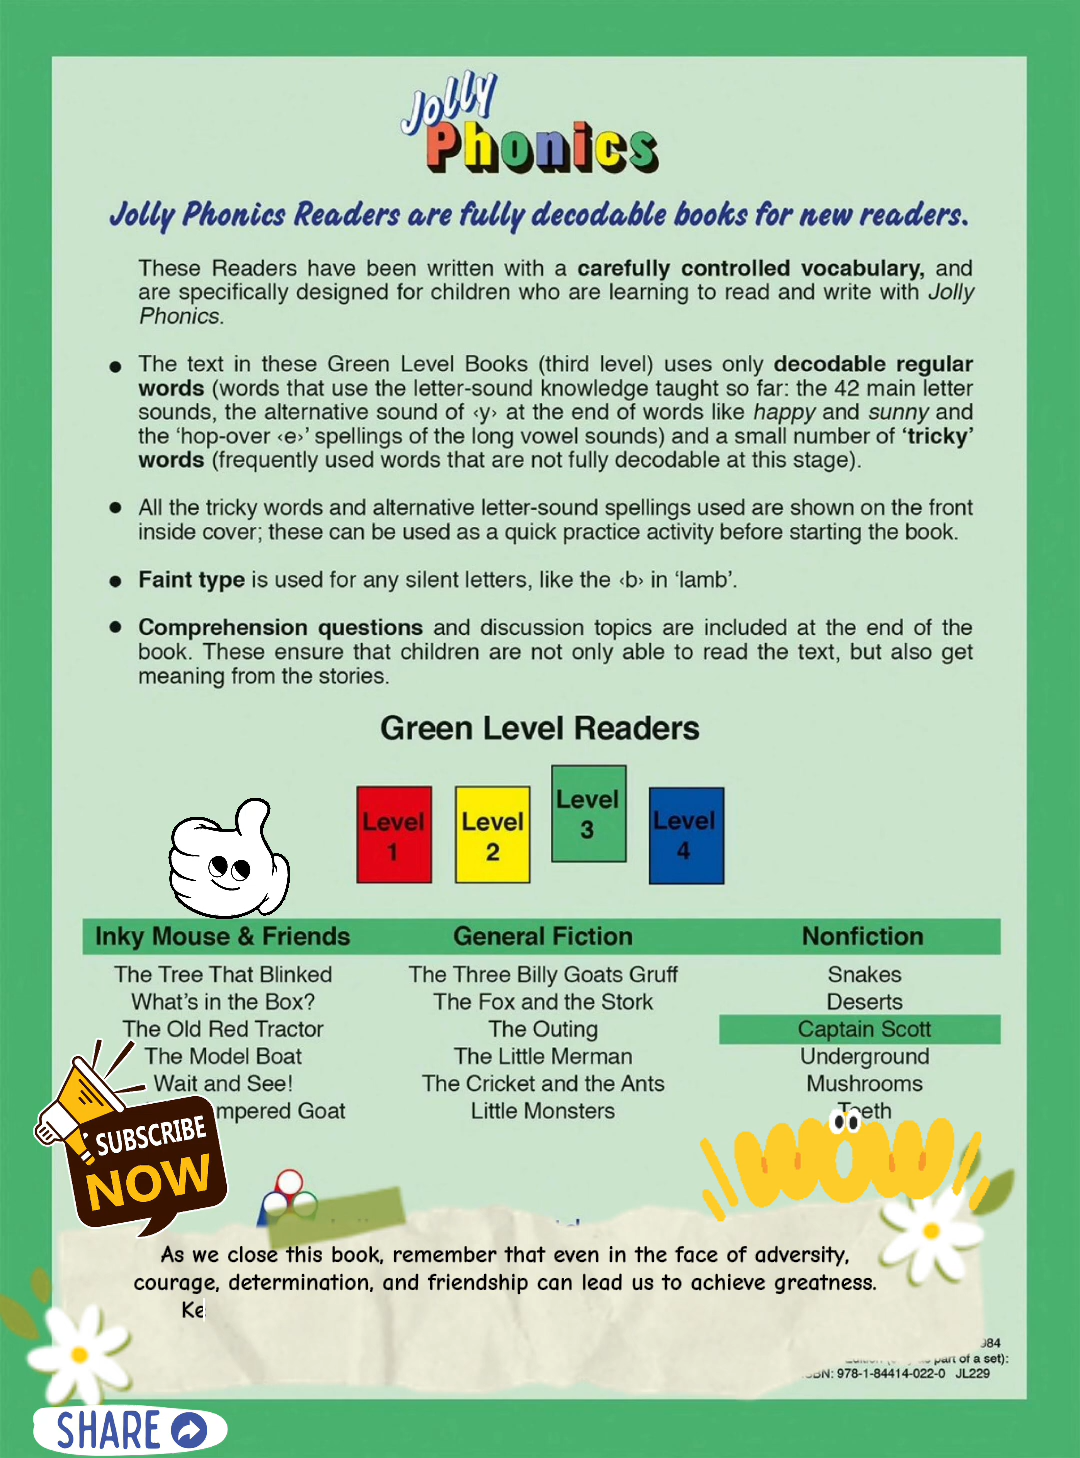 Jolly
Phonics
Jolly Phonics Readers are fully decodable books for new readers.
These Readers have been written with a carefully controlled vocabulary, and
are specifically designed for children who are learning to read and write with Jolly
Phonics.
● The text in these Green Level Books (third level) uses only decodable regular
words (words that use the letter-sound knowledge taught so far: the 42 main letter
sounds, the alternative sound of ‹y› at the end of words like happy and sunny and
the ‘hop-over ‹e›’ spellings of the long vowel sounds) and a small number of ‘tricky’
words (frequently used words that are not fully decodable at this stage).
● All the tricky words and alternative letter-sound spellings used are shown on the front
inside cover; these can be used as a quick practice activity before starting the book.
● Faint type is used for any silent letters, like the ‹b› in ‘lamb’.
● Comprehension questions and discussion topics are included at the end of the
book. These ensure that children are not only able to read the text, but also get
meaning from the stories.
Green Level Readers
Level 1
Level 2
Level 3
Level 4
Inky Mouse & Friends General Fiction Nonfiction
The Tree That Blinked The Three Billy Goats Gruff Snakes
What’s in the Box? The Fox and the Stork Deserts
The Old Red Tractor The Outing Captain Scott
The Model Boat The Little Merman Underground
Wait and See! The Cricket and the Ants Mushrooms
mpered Goat Little Monsters Teeth
SUBSCRIBE
NOW
WOW
As we close this book, remember that even in the face of adversity,
courage, determination, and friendship can lead us to achieve greatness.
Ke
984
part of a set):
978-1-84414-022-0 JL229
SHARE